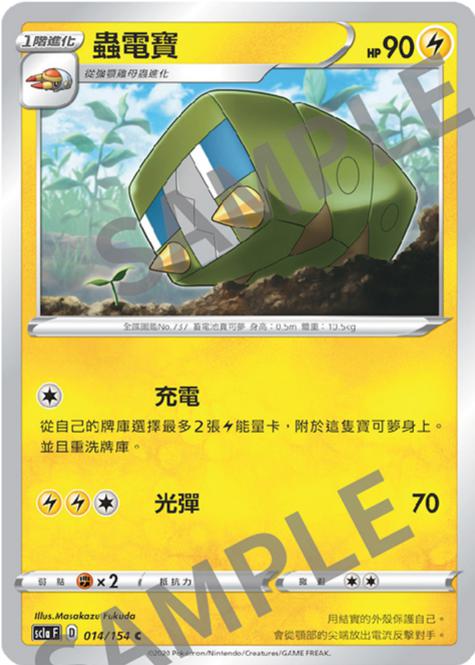 1階進化
蟲電寶
HP 90
從強顎雞母蟲進化
全國圖鑑No.737 蓄電池寶可夢 身高:0.5m 體重:10.5kg
充電
從自己的牌庫選擇最多2張能量卡,附於這隻寶可夢身上。
並且重洗牌庫。
光彈 70
弱點 ×2 抵抗力 撤退
Illus.Masakazu Fukuda
sc1a F D 014/154 C
用結實的外殼保護自己。
會從顎部的尖端放出電流反擊對手。
©2020 Pokémon/Nintendo/Creatures/GAME FREAK.
SAMPLE
SAMPLE